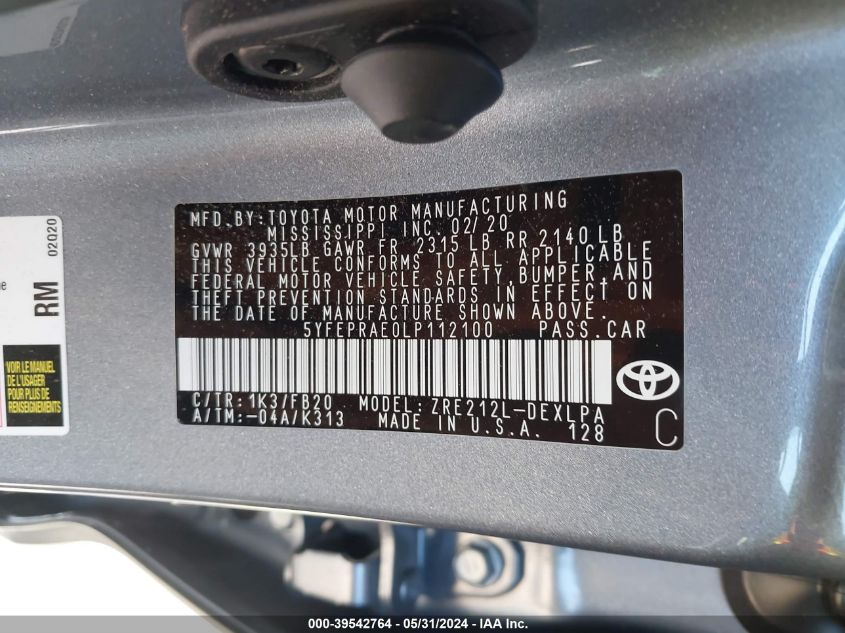 MFD. BY: TOYOTA MOTOR MANUFACTURING
MISSISSIPPI INC. 02/20
GVWR 3935LB GAWR FR 2315 LB RR 2140 LB
THIS VEHICLE CONFORMS TO ALL APPLICABLE
FEDERAL MOTOR VEHICLE SAFETY, BUMPER, AND
THEFT PREVENTION STANDARDS IN EFFECT ON
THE DATE OF MANUFACTURE SHOWN ABOVE.
5YFEPRAE0LP112100 PASS. CAR
C/TR: 1K3/FB20 MODEL: ZRE212L-DEXLPA
A/TM: -04A/K313 MADE IN U.S.A. 128
C
02020
RM
VOIR LE MANUEL
DE L'USAGER
POUR PLUS DE
RENSEIGNEMENTS
000-39542764 - 05/31/2024 - IAA Inc.